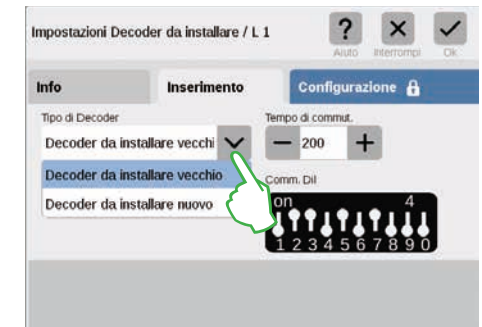 Impostazioni Decoder da installare / L 1
?
Aiuto Interrompi Ok
Info Inserimento Configurazione
Tipo di Decoder Tempo di commut.
Decoder da installare vecchi 200
Decoder da installare vecchio Comm. Dil
Decoder da installare nuovo
on 4
1 2 3 4 5 6 7 8 9 0